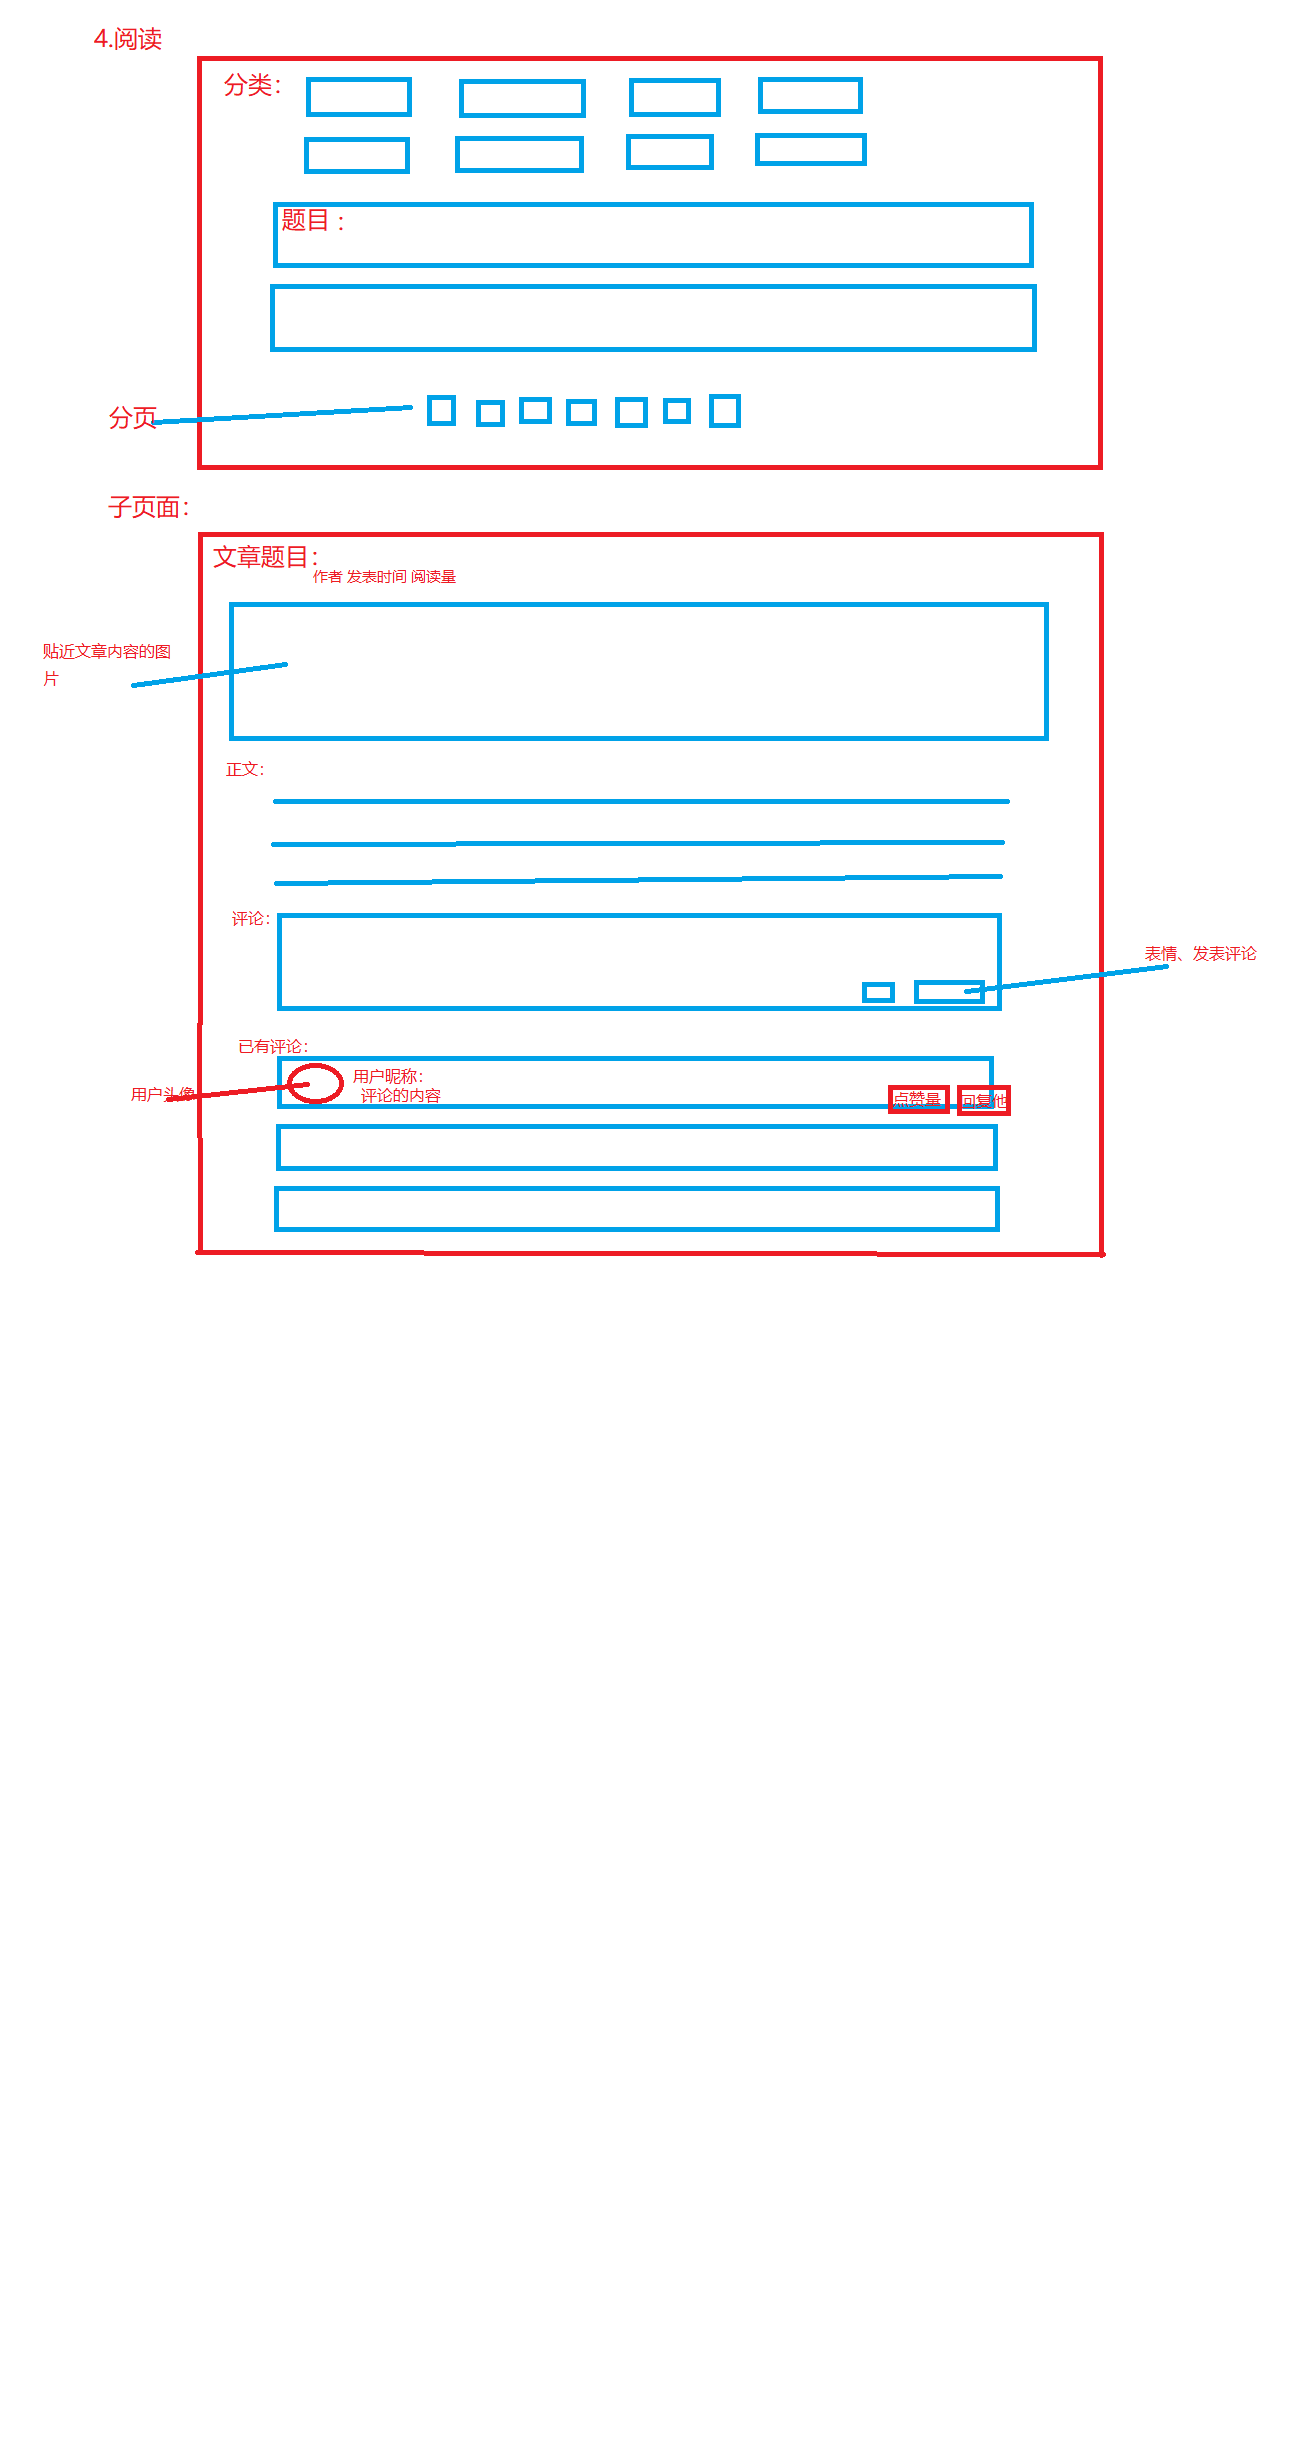 4.阅读
分类：
题目 ：
分页
子页面：
文章题目：
作者 发表时间 阅读量
贴近文章内容的图
片
正文：
评论：
表情、发表评论
已有评论：
用户头像
用户昵称：
评论的内容
点赞量
回复他